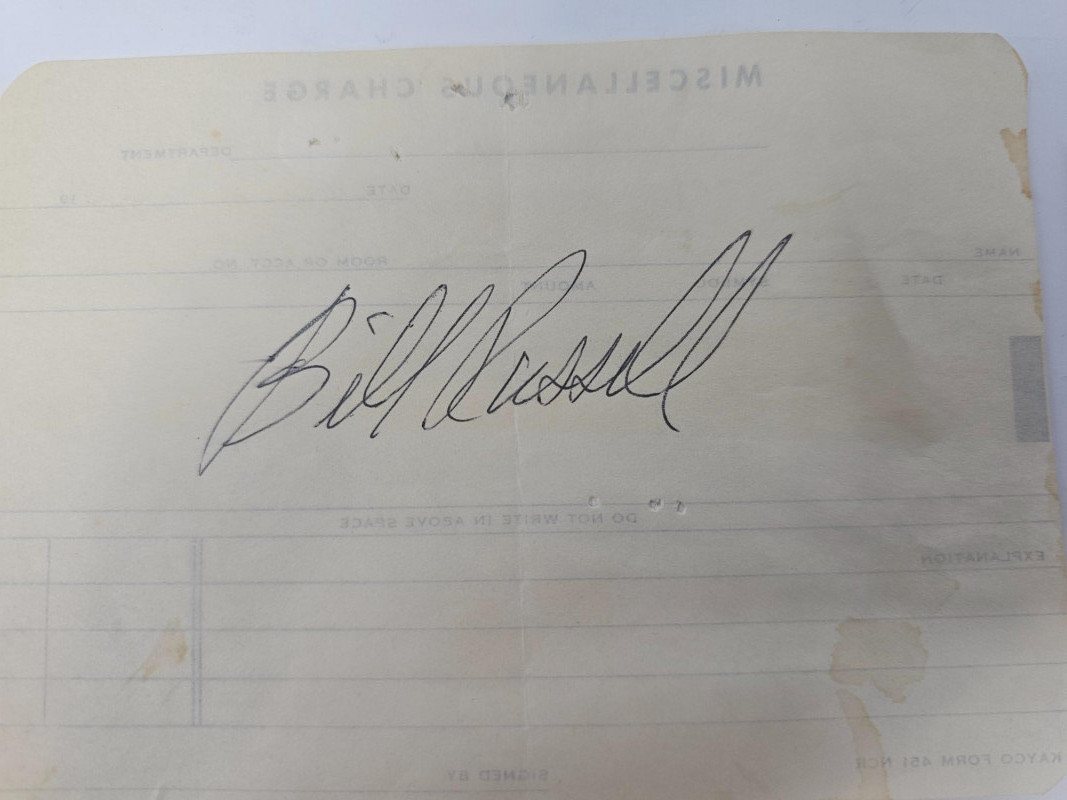 MISCELLANEOUS CHARGE
DEPARTMENT
DATE 19
NAME ROOM OR ACCT. NO.
DATE SYMBOL AMOUNT
Bill Russell
DO NOT WRITE IN ABOVE SPACE
EXPLANATION
SIGNED BY
KAYCO FORM 451 NCR